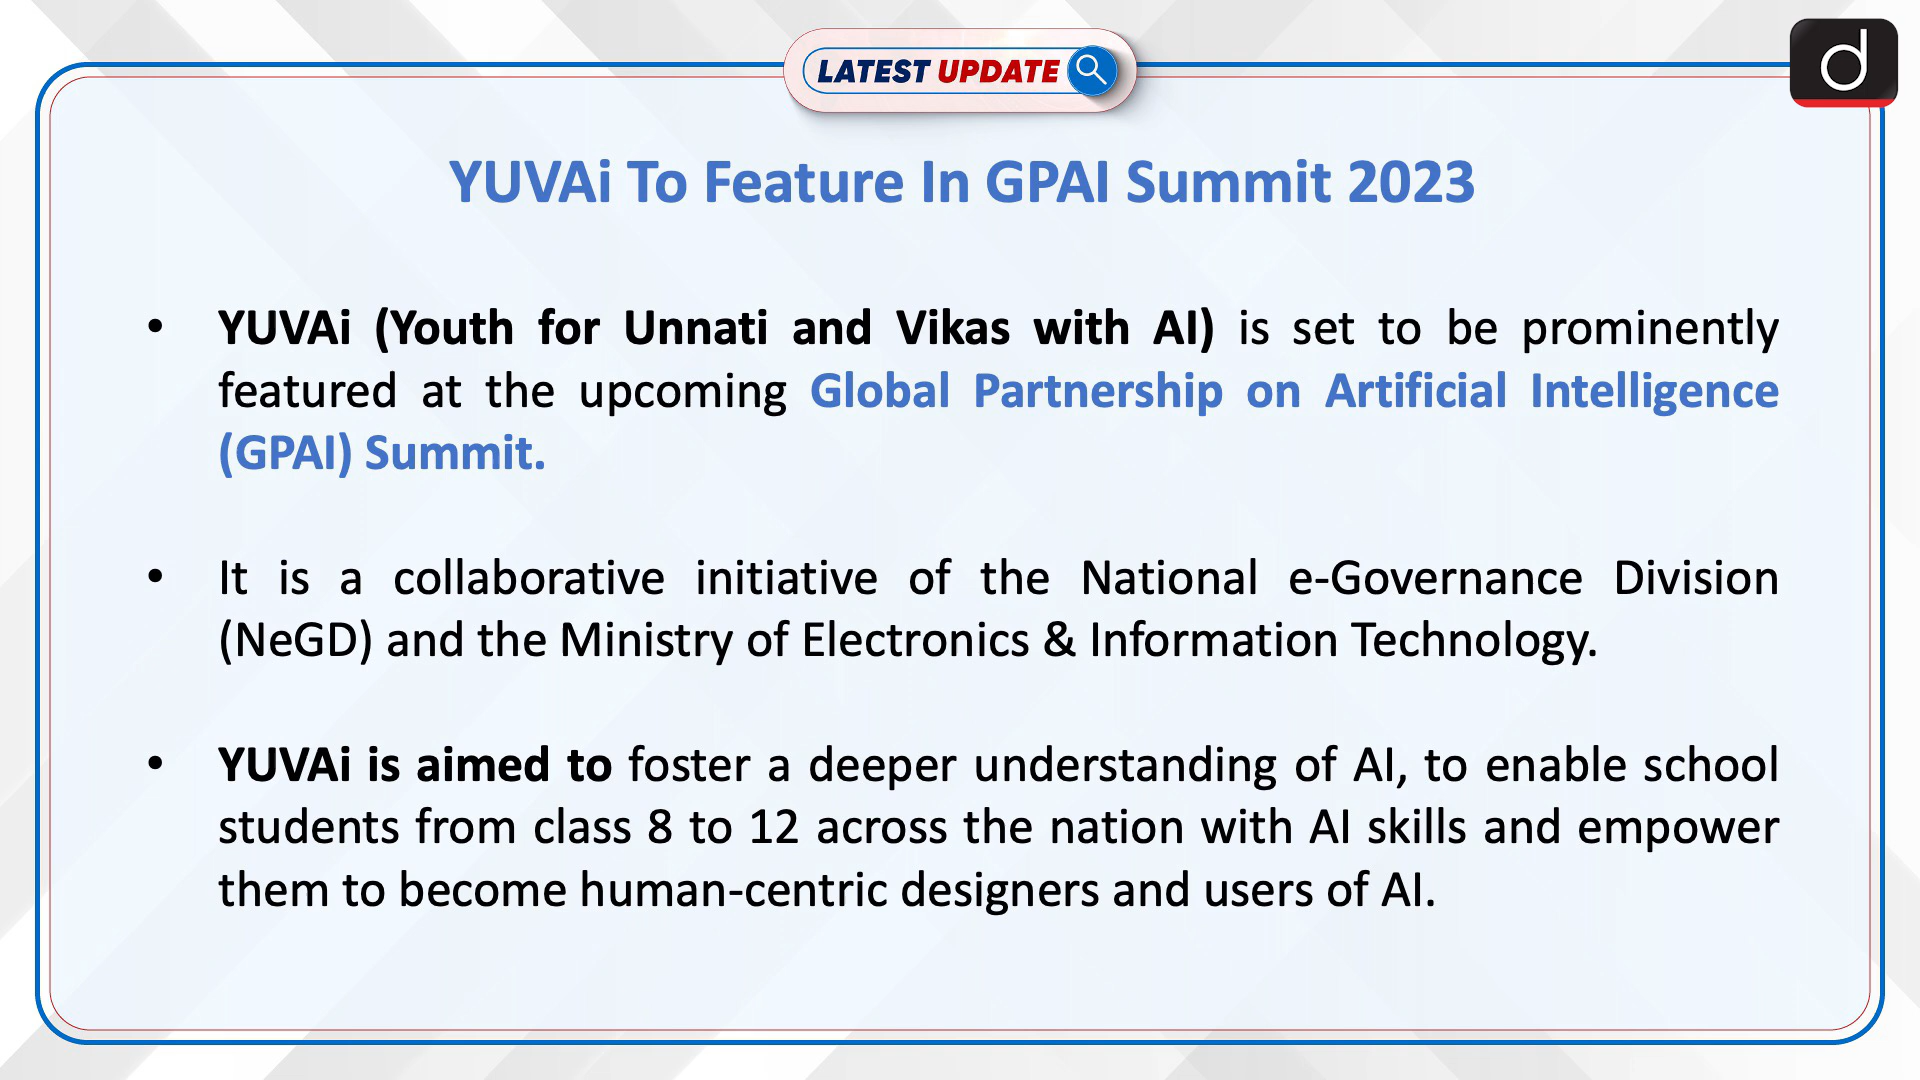 LATEST UPDATE
d
YUVAi To Feature In GPAI Summit 2023
• YUVAi (Youth for Unnati and Vikas with AI) is set to be prominently
featured at the upcoming Global Partnership on Artificial Intelligence
(GPAI) Summit.
• It is a collaborative initiative of the National e-Governance Division
(NeGD) and the Ministry of Electronics & Information Technology.
• YUVAi is aimed to foster a deeper understanding of AI, to enable school
students from class 8 to 12 across the nation with AI skills and empower
them to become human-centric designers and users of AI.